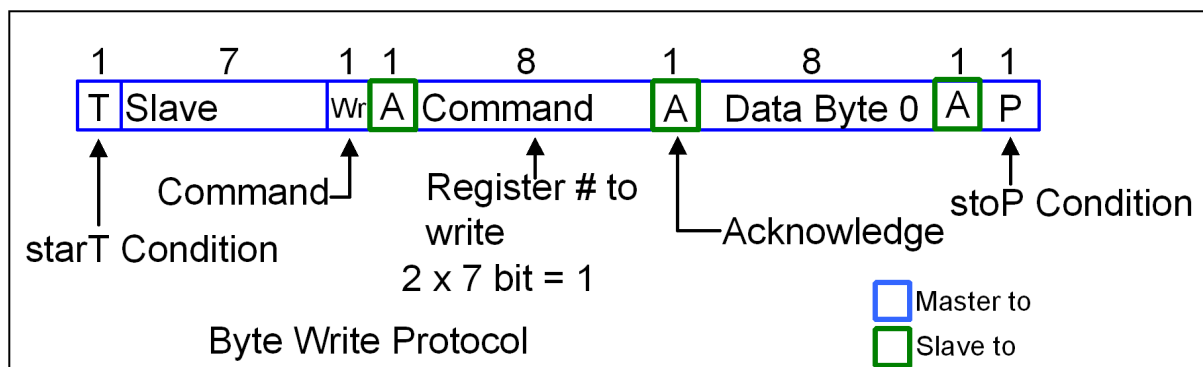 1 7 1 1 8 1 8 1 1
T Slave Wr A Command A Data Byte 0 A P
Command
Register # to
write
2 x 7 bit = 1
Acknowledge
stoP Condition
starT Condition
Byte Write Protocol
Master to
Slave to